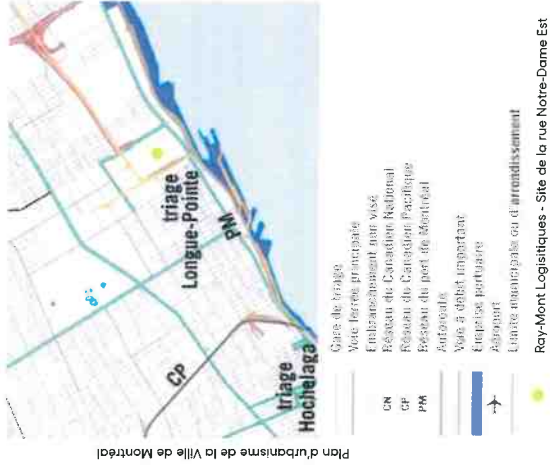 Plan d'urbanisme de la Ville de Montréal
triage
Longue-Pointe
PM
CP
triage
Hochelaga
Gare de triage
Voie ferrée principale
Embranchement non visé
CN Réseau du Canadien National
CP Réseau du Canadien Pacifique
PM Réseau du port de Montréal
Autoroute
Voie à débit important
Emprise portuaire
Aéroport
Limite municipale ou d'arrondissement
Ray-Mont Logisitiques - Site de la rue Notre-Dame Est